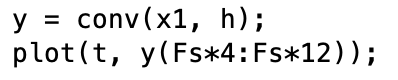 y = conv(x1, h);
plot(t, y(Fs*4:Fs*12));